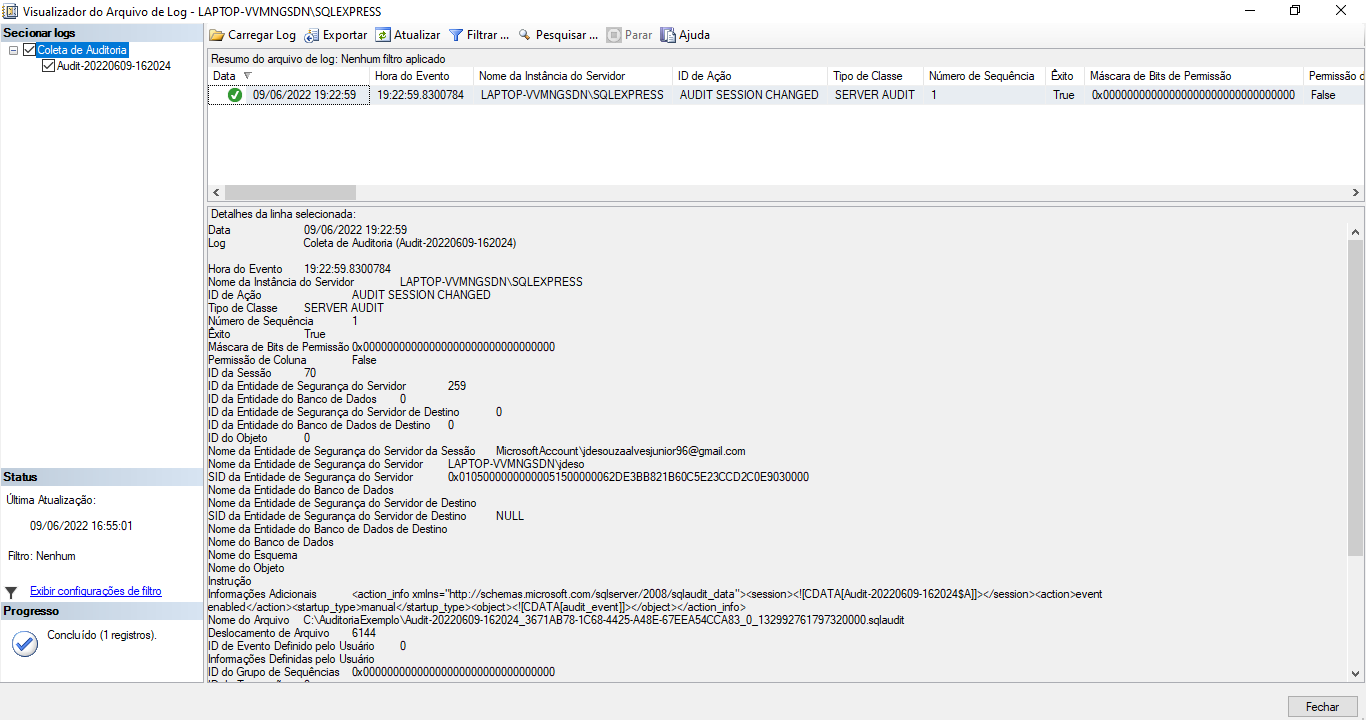 Visualizador do Arquivo de Log - LAPTOP-VVMNGSDN\SQLEXPRESS
Secionar logs
Coleta de Auditoria
Audit-20220609-162024
Carregar Log Exportar Atualizar Filtrar ... Pesquisar ... Parar Ajuda
Resumo do arquivo de log: Nenhum filtro aplicado
Data Hora do Evento Nome da Instância do Servidor ID de Ação Tipo de Classe Número de Sequência Êxito Máscara de Bits de Permissão Permissão
09/06/2022 19:22:59 19:22:59.8300784 LAPTOP-VVMNGSDN\SQLEXPRESS AUDIT SESSION CHANGED SERVER AUDIT 1 True 0x00000000000000000000000000000000 False
Detalhes da linha selecionada:
Data 09/06/2022 19:22:59
Log Coleta de Auditoria (Audit-20220609-162024)
Hora do Evento 19:22:59.8300784
Nome da Instância do Servidor LAPTOP-VVMNGSDN\SQLEXPRESS
ID de Ação AUDIT SESSION CHANGED
Tipo de Classe SERVER AUDIT
Número de Sequência 1
Êxito True
Máscara de Bits de Permissão 0x00000000000000000000000000000000
Permissão de Coluna False
ID da Sessão 70
ID da Entidade de Segurança do Servidor 259
ID da Entidade do Banco de Dados 0
ID da Entidade de Segurança do Servidor de Destino 0
ID da Entidade do Banco de Dados de Destino 0
ID do Objeto 0
Nome da Entidade de Segurança do Servidor da Sessão MicrosoftAccount\jdesouzaalvesjunior96@gmail.com
Nome da Entidade de Segurança do Servidor LAPTOP-VVMNGSDN\jdeso
SID da Entidade de Segurança do Servidor 0x01050000000000051500000062DE3BB821B60C5E23CCD2C0E9030000
Nome da Entidade do Banco de Dados
Nome da Entidade de Segurança do Servidor de Destino
SID da Entidade de Segurança do Servidor de Destino NULL
Nome da Entidade do Banco de Dados de Destino
Nome do Banco de Dados
Nome do Esquema
Nome do Objeto
Instrução
Informações Adicionais <action_info xmlns="http://schemas.microsoft.com/sqlserver/2008/sqlaudit_data"><session><![CDATA[Audit-20220609-162024$A]]></session><action>event
enabled</action><startup_type>manual</startup_type><object><![CDATA[audit_event]]></object></action_info>
Nome do Arquivo C:\AuditoriaExemplo\Audit-20220609-162024_3671AB78-1C68-4425-A48E-67EEA54CCA83_0_132992761797320000.sqlaudit
Deslocamento de Arquivo 6144
ID de Evento Definido pelo Usuário 0
Informações Definidas pelo Usuário
ID do Grupo de Sequências 0x00000000000000000000000000000000
Status
Última Atualização:
09/06/2022 16:55:01
Filtro: Nenhum
Exibir configurações de filtro
Progresso
Concluído (1 registros).
Fechar